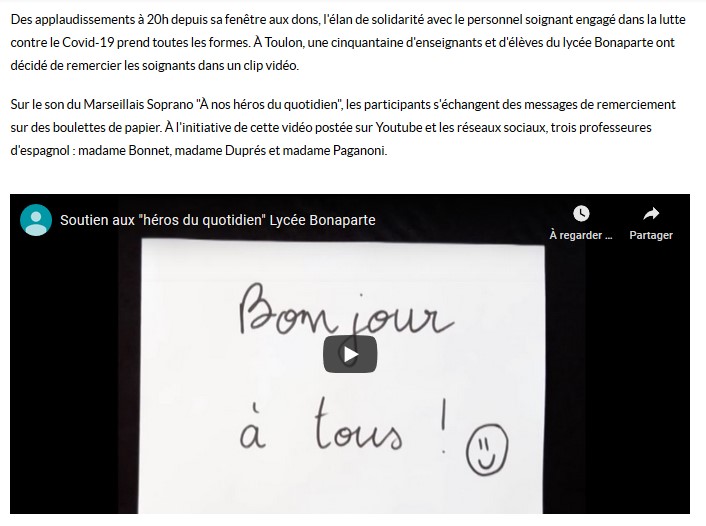 Des applaudissements à 20h depuis sa fenêtre aux dons, l'élan de solidarité avec le personnel soignant engagé dans la lutte
contre le Covid-19 prend toutes les formes. À Toulon, une cinquantaine d'enseignants et d'élèves du lycée Bonaparte ont
décidé de remercier les soignants dans un clip vidéo.
Sur le son du Marseillais Soprano "À nos héros du quotidien", les participants s'échangent des messages de remerciement
sur des boulettes de papier. À l'initiative de cette vidéo postée sur Youtube et les réseaux sociaux, trois professeures
d'espagnol : madame Bonnet, madame Duprés et madame Paganoni.
Soutien aux "héros du quotidien" Lycée Bonaparte
À regarder ...
Partager
Bonjour
à tous !